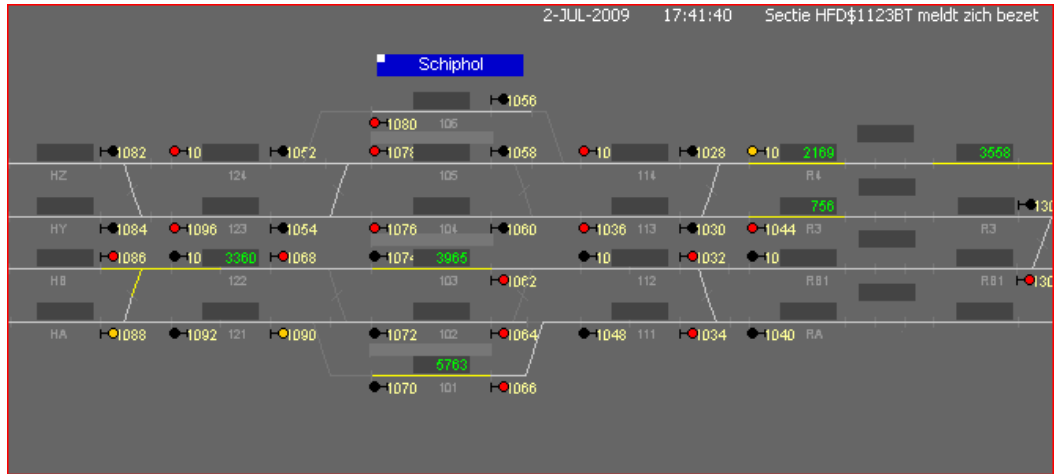 2-JUL-2009 17:41:40 Sectie HFD$1123BT meldt zich bezet
Schiphol
1056
1080 106
1082 10 1052 1078 1058 10 1028 10 2169 3558
HZ 124 105 114 R4
756
130
HY 1084 1096 123 1054 1076 104 1060 1036 113 1030 1044 R3 R3
1086 10 3360 1068 1074 3965 10 1032 10
HB 122 103 1062 112 RB1 RB1 130
HA 1088 1092 121 1090 1072 102 1064 1048 111 1034 1040 RA
5763
1070 101 1066